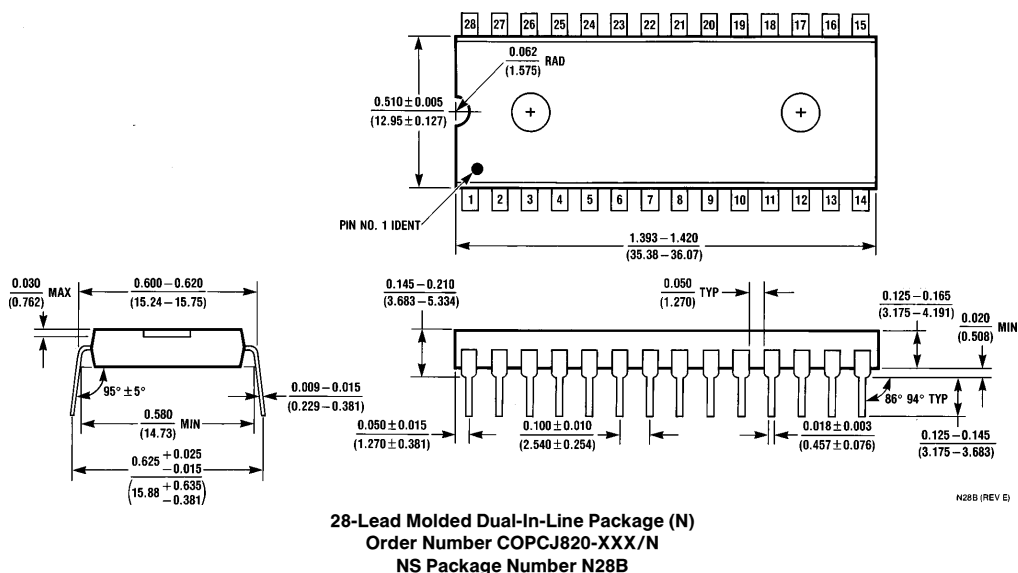 28 27 26 25 24 23 22 21 20 19 18 17 16 15
0.062
(1.575)
RAD
0.510 ± 0.005
(12.95 ± 0.127)
PIN NO. 1 IDENT
1 2 3 4 5 6 7 8 9 10 11 12 13 14
1.393 – 1.420
(35.38 – 36.07)
0.030
(0.762)
MAX
0.600 – 0.620
(15.24 – 15.75)
95° ± 5°
0.580
(14.73)
MIN
0.009 – 0.015
(0.229 – 0.381)
0.625 + 0.025
– 0.015
(15.88 + 0.635
– 0.381)
0.145 – 0.210
(3.683 – 5.334)
0.050
(1.270)
TYP
0.125 – 0.165
(3.175 – 4.191)
0.020
(0.508)
MIN
86° 94° TYP
0.050 ± 0.015
(1.270 ± 0.381)
0.100 ± 0.010
(2.540 ± 0.254)
0.018 ± 0.003
(0.457 ± 0.076)
0.125 – 0.145
(3.175 – 3.683)
N28B (REV E)
28-Lead Molded Dual-In-Line Package (N)
Order Number COPCJ820-XXX/N
NS Package Number N28B